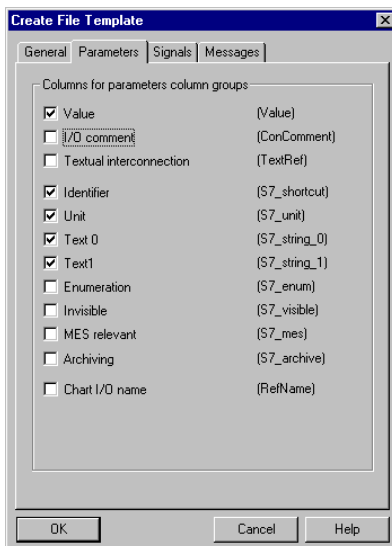 Create File Template
General Parameters Signals Messages
Columns for parameters column groups
Value (Value)
I/O comment (ConComment)
Textual interconnection (TextRef)
Identifier (S7_shortcut)
Unit (S7_unit)
Text 0 (S7_string_0)
Text1 (S7_string_1)
Enumeration (S7_enum)
Invisible (S7_visible)
MES relevant (S7_mes)
Archiving (S7_archive)
Chart I/O name (RefName)
OK Cancel Help